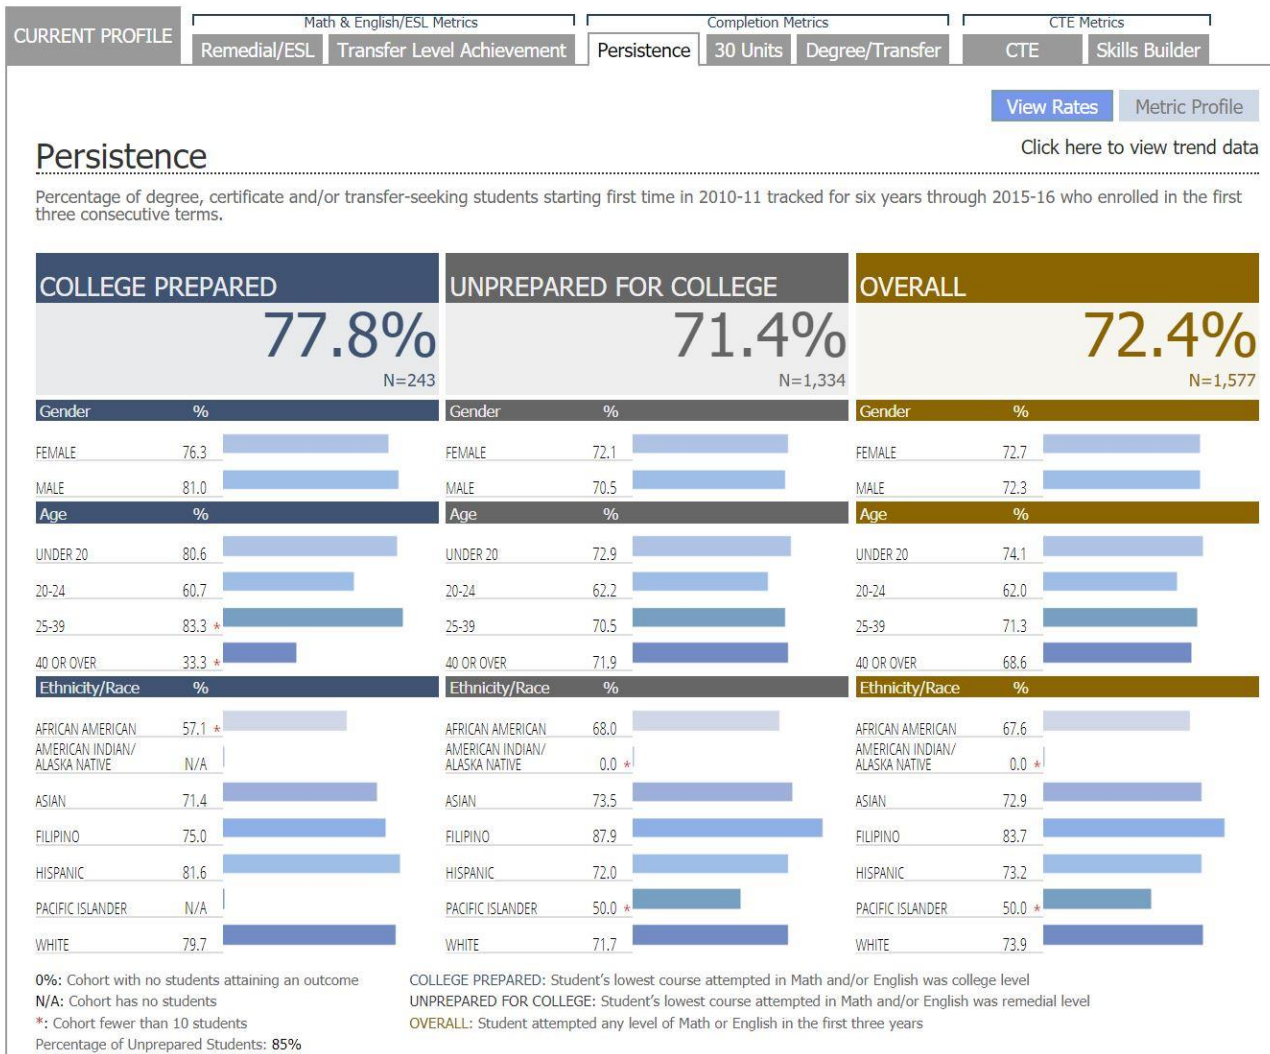 CURRENT PROFILE
Math & English/ESL Metrics
Completion Metrics
CTE Metrics
Remedial/ESL
Transfer Level Achievement
Persistence
30 Units
Degree/Transfer
CTE
Skills Builder
View Rates
Metric Profile
Persistence
Click here to view trend data
Percentage of degree, certificate and/or transfer-seeking students starting first time in 2010-11 tracked for six years through 2015-16 who enrolled in the first
three consecutive terms.
COLLEGE PREPARED
77.8%
N=243
Gender %
FEMALE 76.3
MALE 81.0
Age %
UNDER 20 80.6
20-24 60.7
25-39 83.3 *
40 OR OVER 33.3 *
Ethnicity/Race %
AFRICAN AMERICAN 57.1 *
AMERICAN INDIAN/
ALASKA NATIVE N/A
ASIAN 71.4
FILIPINO 75.0
HISPANIC 81.6
PACIFIC ISLANDER N/A
WHITE 79.7
UNPREPARED FOR COLLEGE
71.4%
N=1,334
Gender %
FEMALE 72.1
MALE 70.5
Age %
UNDER 20 72.9
20-24 62.2
25-39 70.5
40 OR OVER 71.9
Ethnicity/Race %
AFRICAN AMERICAN 68.0
AMERICAN INDIAN/
ALASKA NATIVE 0.0 *
ASIAN 73.5
FILIPINO 87.9
HISPANIC 72.0
PACIFIC ISLANDER 50.0 *
WHITE 71.7
OVERALL
72.4%
N=1,577
Gender %
FEMALE 72.7
MALE 72.3
Age %
UNDER 20 74.1
20-24 62.0
25-39 71.3
40 OR OVER 68.6
Ethnicity/Race %
AFRICAN AMERICAN 67.6
AMERICAN INDIAN/
ALASKA NATIVE 0.0 *
ASIAN 72.9
FILIPINO 83.7
HISPANIC 73.2
PACIFIC ISLANDER 50.0 *
WHITE 73.9
0%: Cohort with no students attaining an outcome
N/A: Cohort has no students
*: Cohort fewer than 10 students
Percentage of Unprepared Students: 85%
COLLEGE PREPARED: Student's lowest course attempted in Math and/or English was college level
UNPREPARED FOR COLLEGE: Student's lowest course attempted in Math and/or English was remedial level
OVERALL: Student attempted any level of Math or English in the first three years